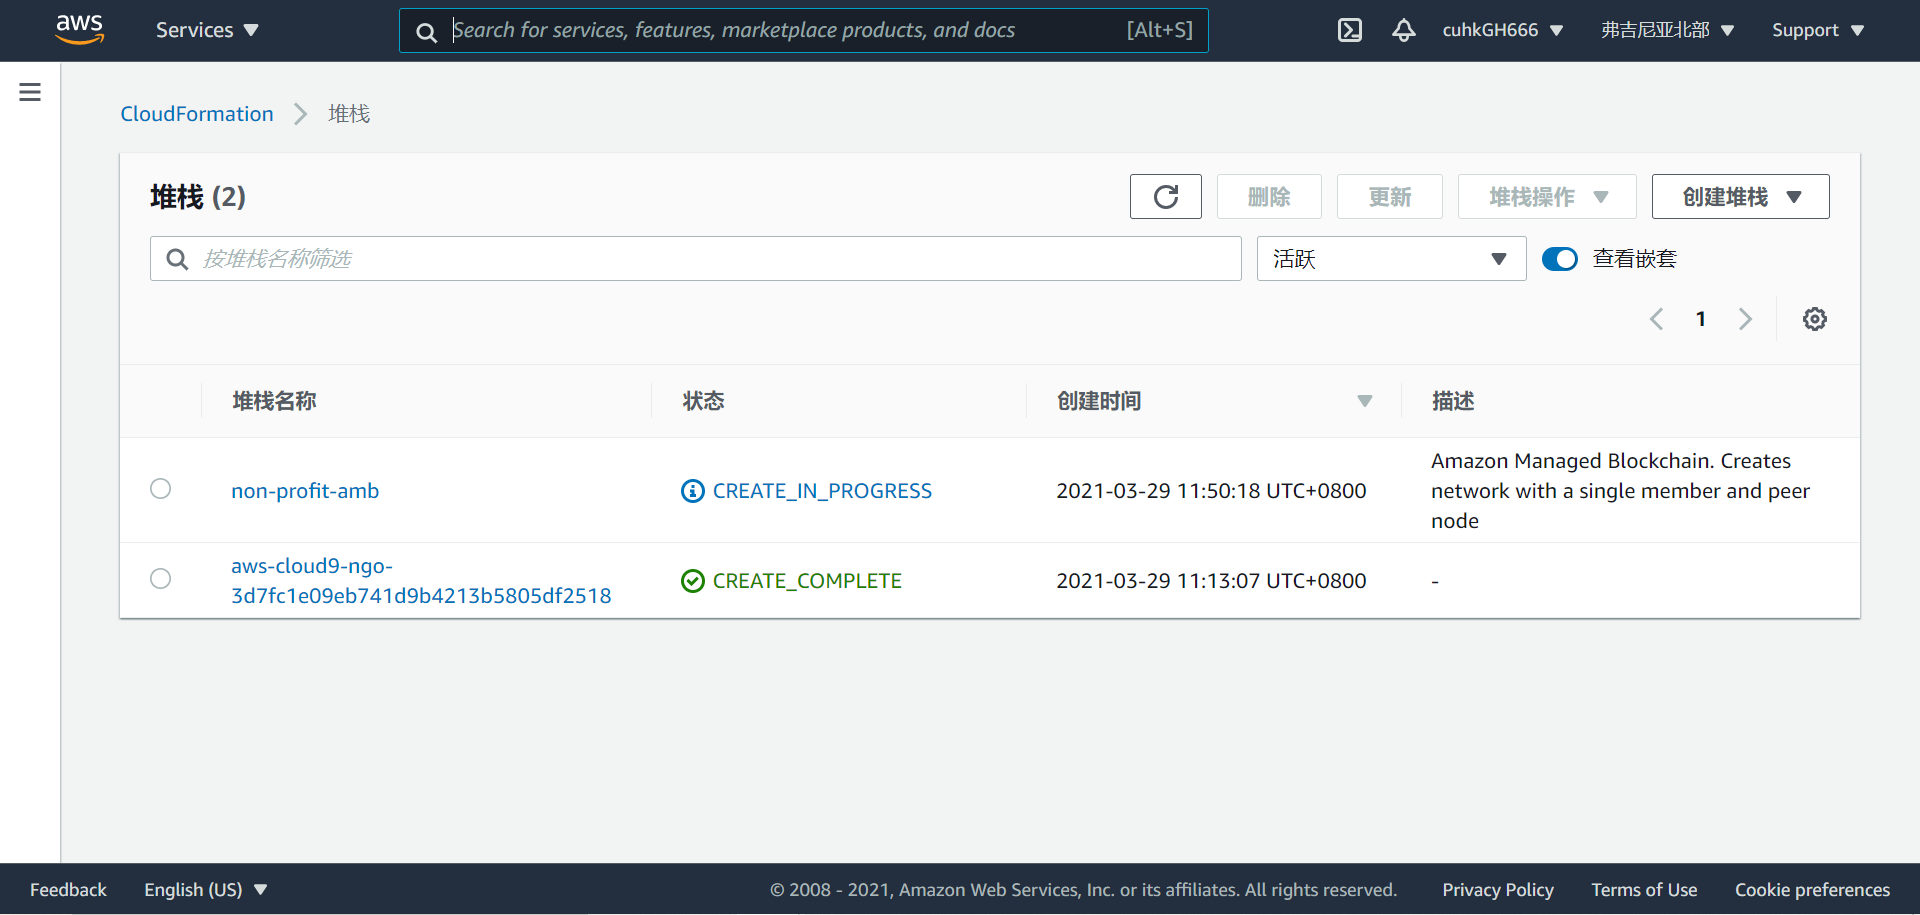 aws
Services
Search for services, features, marketplace products, and docs
[Alt+S]
cuhkGH666
弗吉尼亚北部
Support
CloudFormation
堆栈
堆栈 (2)
删除
更新
堆栈操作
创建堆栈
按堆栈名称筛选
活跃
查看嵌套
1
堆栈名称
状态
创建时间
描述
non-profit-amb
CREATE_IN_PROGRESS
2021-03-29 11:50:18 UTC+0800
Amazon Managed Blockchain. Creates
network with a single member and peer
node
aws-cloud9-ngo-
3d7fc1e09eb741d9b4213b5805df2518
CREATE_COMPLETE
2021-03-29 11:13:07 UTC+0800
-
Feedback
English (US)
© 2008 - 2021, Amazon Web Services, Inc. or its affiliates. All rights reserved.
Privacy Policy
Terms of Use
Cookie preferences